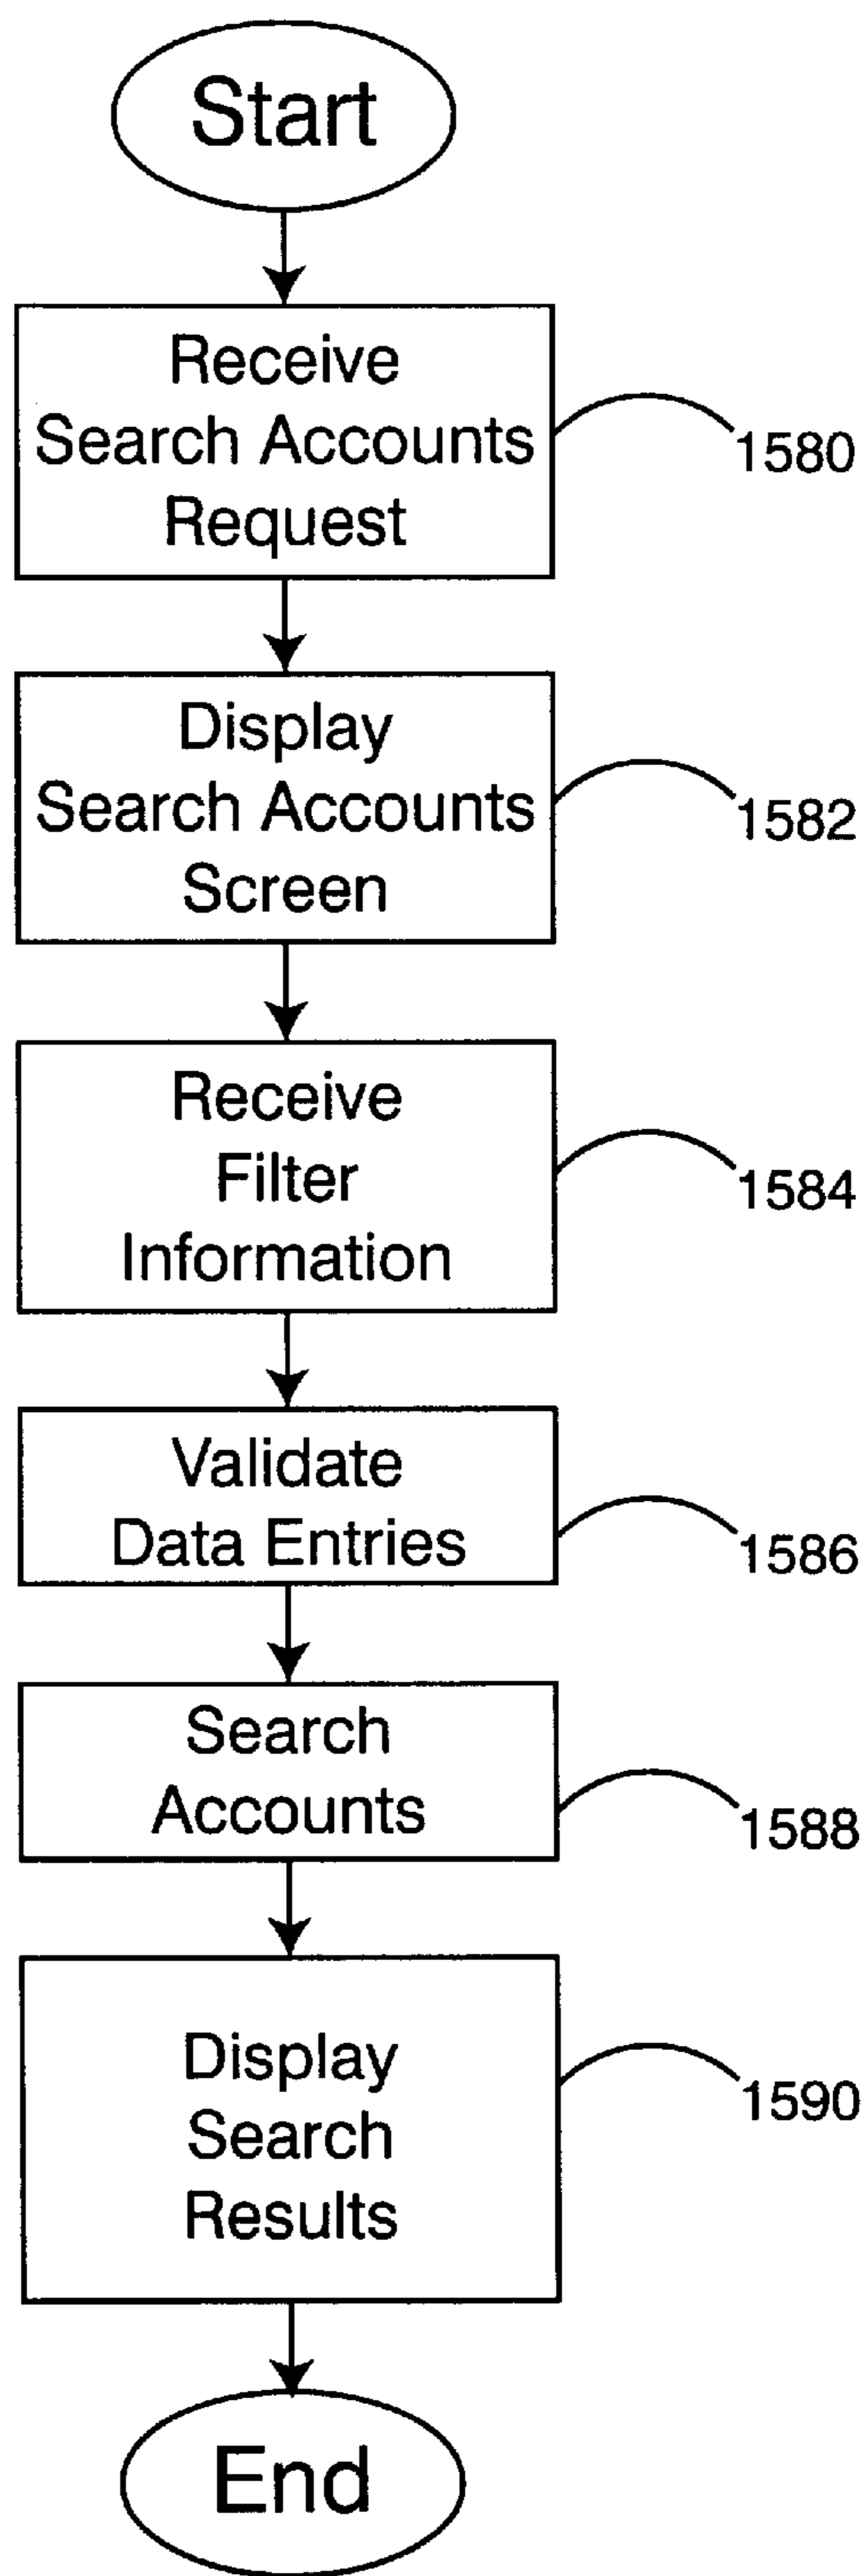 Start
Receive
Search Accounts
Request
1580
Display
Search Accounts
Screen
1582
Receive
Filter
Information
1584
Validate
Data Entries
1586
Search
Accounts
1588
Display
Search
Results
1590
End